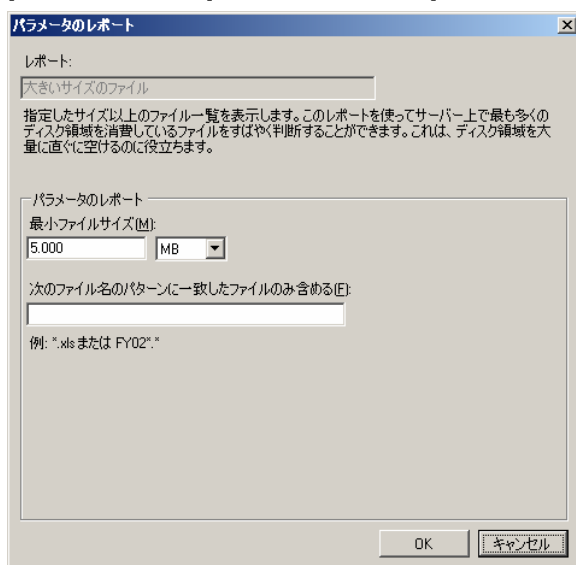 パラメータのレポート
レポート:
大きいサイズのファイル
指定したサイズ以上のファイル一覧を表示します。このレポートを使ってサーバー上で最も多くの
ディスク領域を消費しているファイルをすばやく判断することができます。これは、ディスク領域を大
量に直ぐに空けるのに役立ちます。
パラメータのレポート
最小ファイルサイズ(M):
5.000 MB
次のファイル名のパターンに一致したファイルのみ含める(F):
例: *.xls または FY02*.*
OK キャンセル